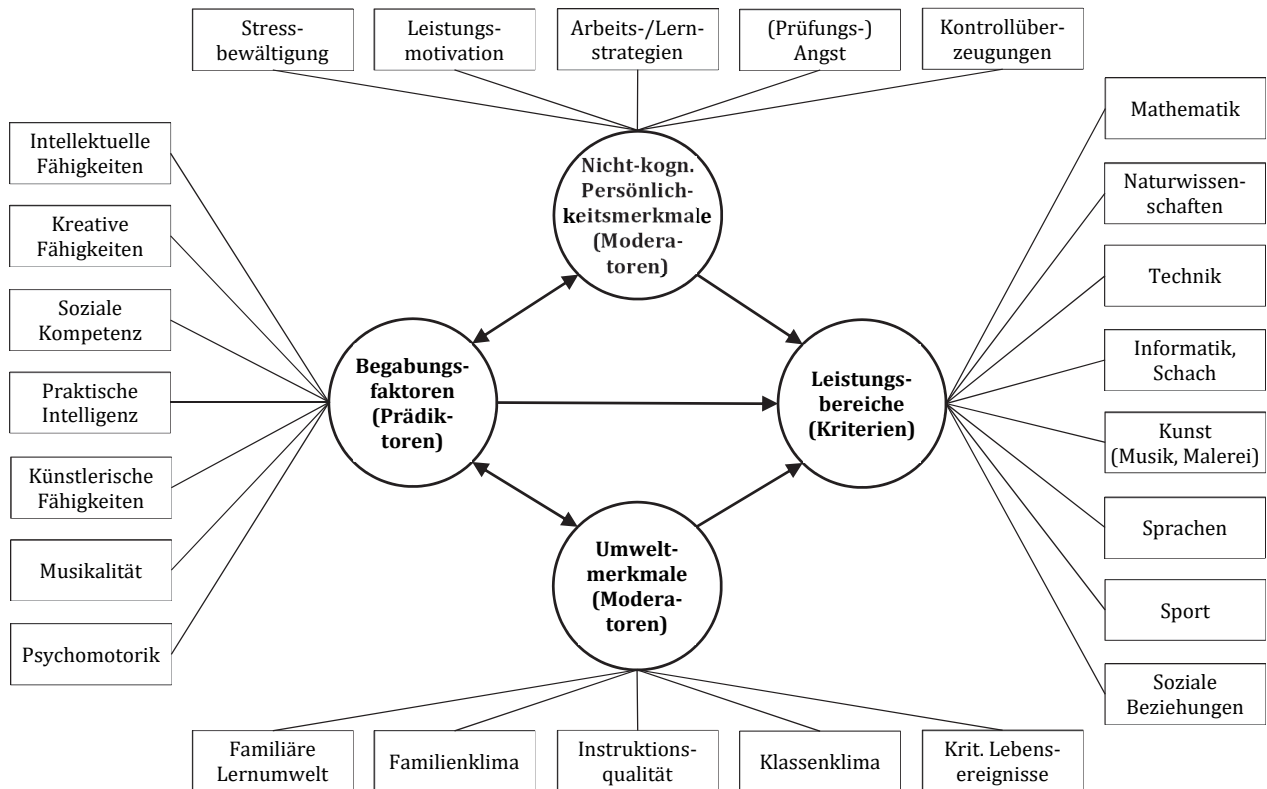 Stress-
bewältigung
Leistungs-
motivation
Arbeits-/Lern-
strategien
(Prüfungs-)
Angst
Kontrollüber-
zeugungen
Intellektuelle
Fähigkeiten
Kreative
Fähigkeiten
Soziale
Kompetenz
Praktische
Intelligenz
Künstlerische
Fähigkeiten
Musikalität
Psychomotorik
Nicht-kogn.
Persönlich-
keitsmerkmale
(Modera-
toren)
Begabungs-
faktoren
(Prädik-
toren)
Leistungs-
bereiche
(Kriterien)
Umwelt-
merkmale
(Modera-
toren)
Mathematik
Naturwissen-
schaften
Technik
Informatik,
Schach
Kunst
(Musik, Malerei)
Sprachen
Sport
Soziale
Beziehungen
Familiäre
Lernumwelt
Familienklima
Instruktions-
qualität
Klassenklima
Krit. Lebens-
ereignisse